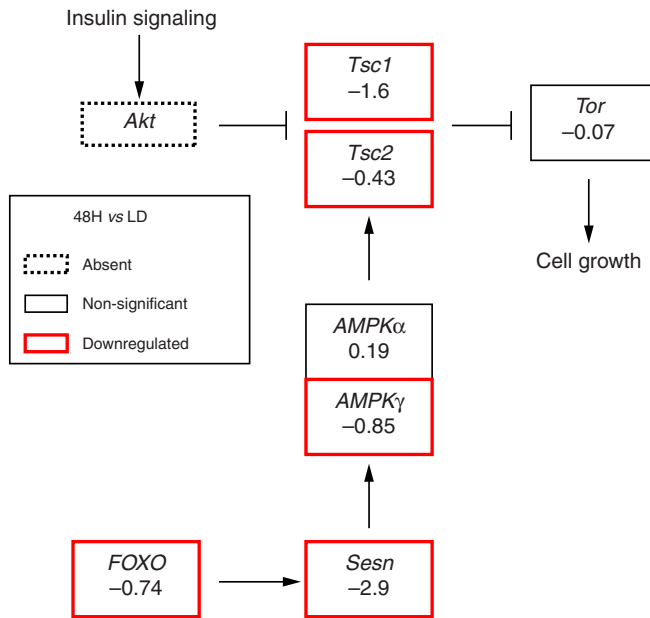 Insulin signaling
Akt
Tsc1
−1.6
Tsc2
−0.43
Tor
−0.07
Cell growth
48H vs LD
Absent
Non-significant
Downregulated
AMPKα
0.19
AMPKγ
−0.85
FOXO
−0.74
Sesn
−2.9